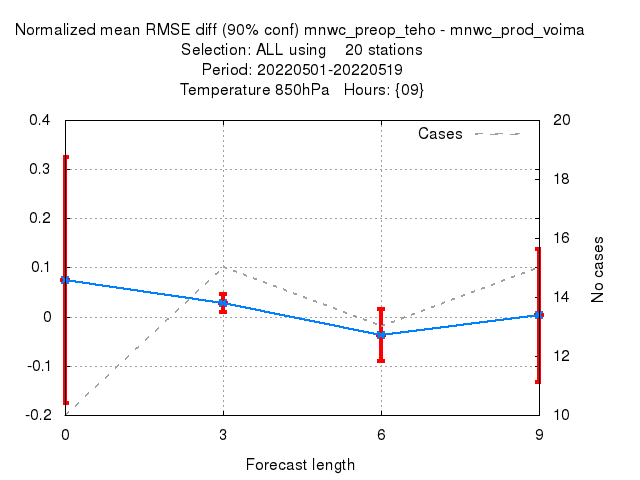 Normalized mean RMSE diff (90% conf) mnwc_preop_teho - mnwc_prod_voima
Selection: ALL using 20 stations
Period: 20220501-20220519
Temperature 850hPa Hours: {09}
Cases
0.4
0.3
0.2
0.1
0
-0.1
-0.2
20
18
16
14
12
10
No cases
0
3
6
9
Forecast length